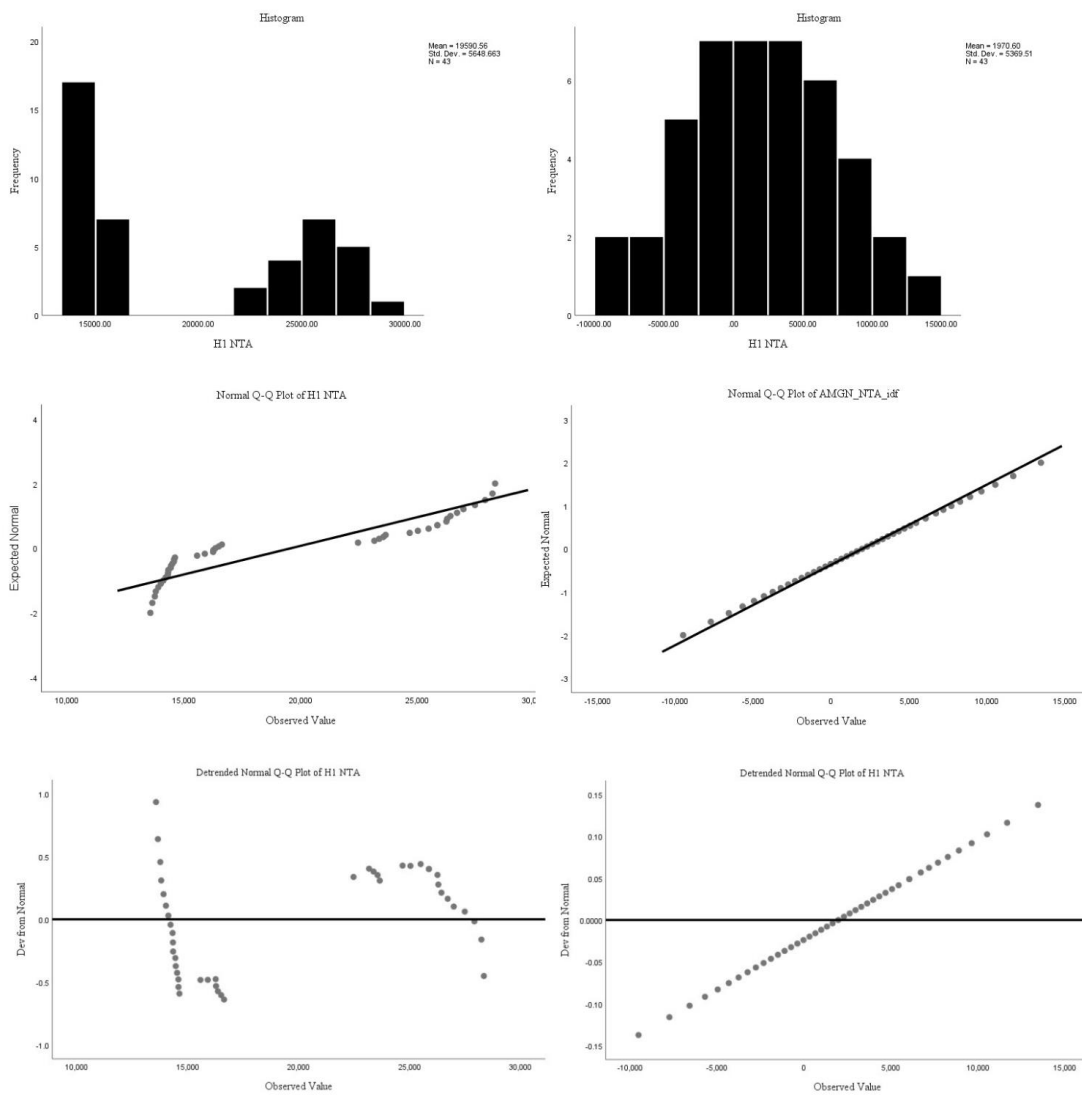 Histogram
Mean = 19590.56
Std. Dev. = 5648.663
N = 43
20
15
10
5
0
Frequency
15000.00 20000.00 25000.00 30000.00
H1 NTA
Histogram
Mean = 1970.60
Std. Dev. = 5369.51
N = 43
6
4
2
0
Frequency
-10000.00 -5000.00 .00 5000.00 10000.00 15000.00
H1 NTA
Normal Q-Q Plot of H1 NTA
4
2
0
-2
-4
Expected Normal
10,000 15,000 20,000 25,000 30,0
Observed Value
Normal Q-Q Plot of AMGN_NTA_idf
3
2
1
0
-1
-2
-3
Expected Normal
-15,000 -10,000 -5,000 0 5,000 10,000 15,000
Observed Value
Detrended Normal Q-Q Plot of H1 NTA
1.0
0.5
0.0
-0.5
-1.0
Dev from Normal
10,000 15,000 20,000 25,000 30,000
Observed Value
Detrended Normal Q-Q Plot of H1 NTA
0.15
0.10
0.05
0.0000
-0.05
-0.10
-0.15
Dev from Normal
-10,000 -5,000 0 5,000 10,000 15,000
Observed Value